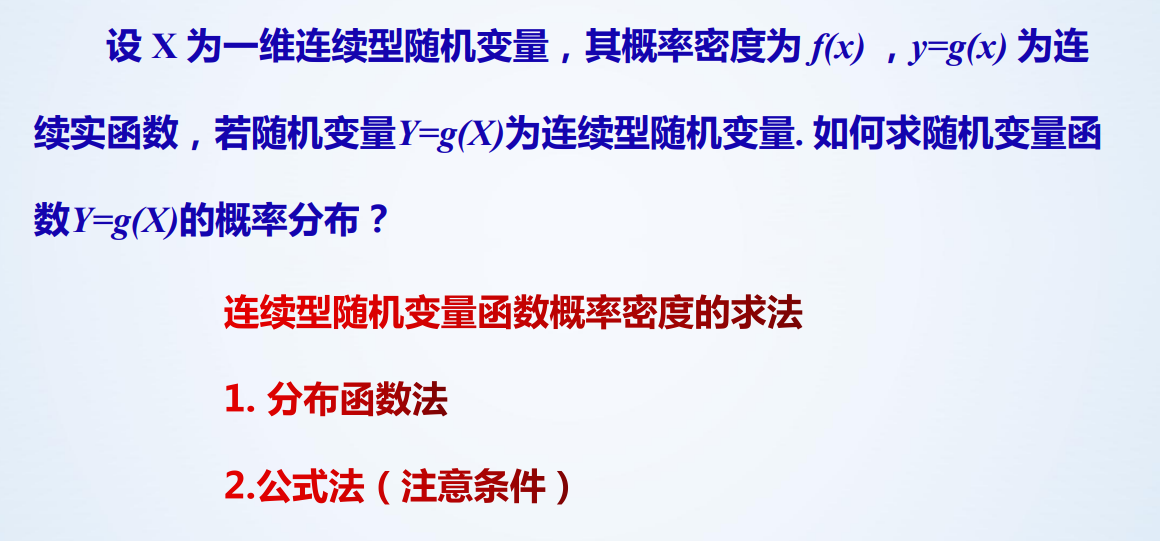 设 X 为一维连续型随机变量，其概率密度为 f(x) ，y=g(x) 为连
续实函数，若随机变量Y=g(X)为连续型随机变量. 如何求随机变量函
数Y=g(X)的概率分布？
连续型随机变量函数概率密度的求法
1. 分布函数法
2.公式法（注意条件）